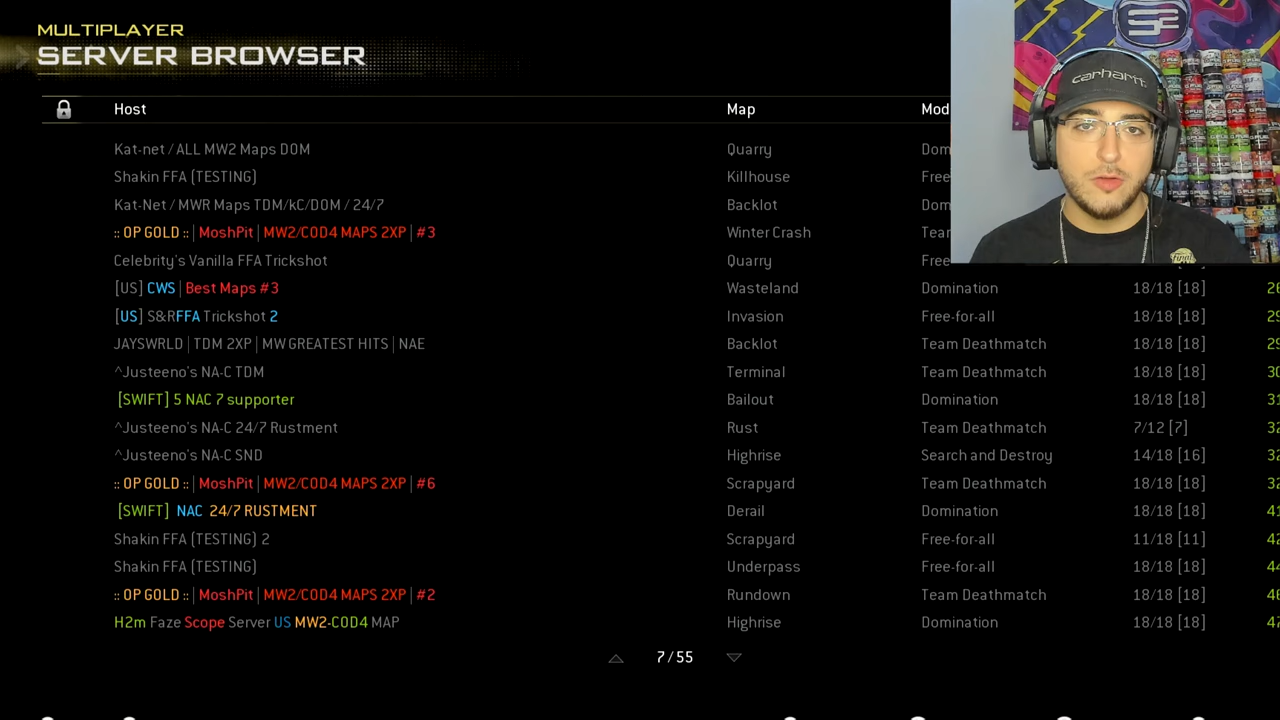 MULTIPLAYER
SERVER BROWSER
Host Map Mod
Kat-net / ALL MW2 Maps DOM Quarry Dom
Shakin FFA (TESTING) Killhouse Free
Kat-Net / MWR Maps TDM/kC/DOM / 24/7 Backlot Dom
:: OP GOLD :: | MoshPit | MW2/COD4 MAPS 2XP | #3 Winter Crash Tear
Celebrity's Vanilla FFA Trickshot Quarry Free
[US] CWS | Best Maps #3 Wasteland Domination 18/18 [18]
[US] S&RFFA Trickshot 2 Invasion Free-for-all 18/18 [18]
JAYSWRLD | TDM 2XP | MW GREATEST HITS | NAE Backlot Team Deathmatch 18/18 [18]
^Justeeno's NA-C TDM Terminal Team Deathmatch 18/18 [18]
[SWIFT] 5 NAC 7 supporter Bailout Domination 18/18 [18]
^Justeeno's NA-C 24/7 Rustment Rust Team Deathmatch 7/12 [7]
^Justeeno's NA-C SND Highrise Search and Destroy 14/18 [16]
:: OP GOLD :: | MoshPit | MW2/COD4 MAPS 2XP | #6 Scrapyard Team Deathmatch 18/18 [18]
[SWIFT] NAC 24/7 RUSTMENT Derail Domination 18/18 [18]
Shakin FFA (TESTING) 2 Scrapyard Free-for-all 11/18 [11]
Shakin FFA (TESTING) Underpass Free-for-all 18/18 [18]
:: OP GOLD :: | MoshPit | MW2/COD4 MAPS 2XP | #2 Rundown Team Deathmatch 18/18 [18]
H2m Faze Scope Server US MW2-COD4 MAP Highrise Domination 18/18 [18]
7/55
carhartt